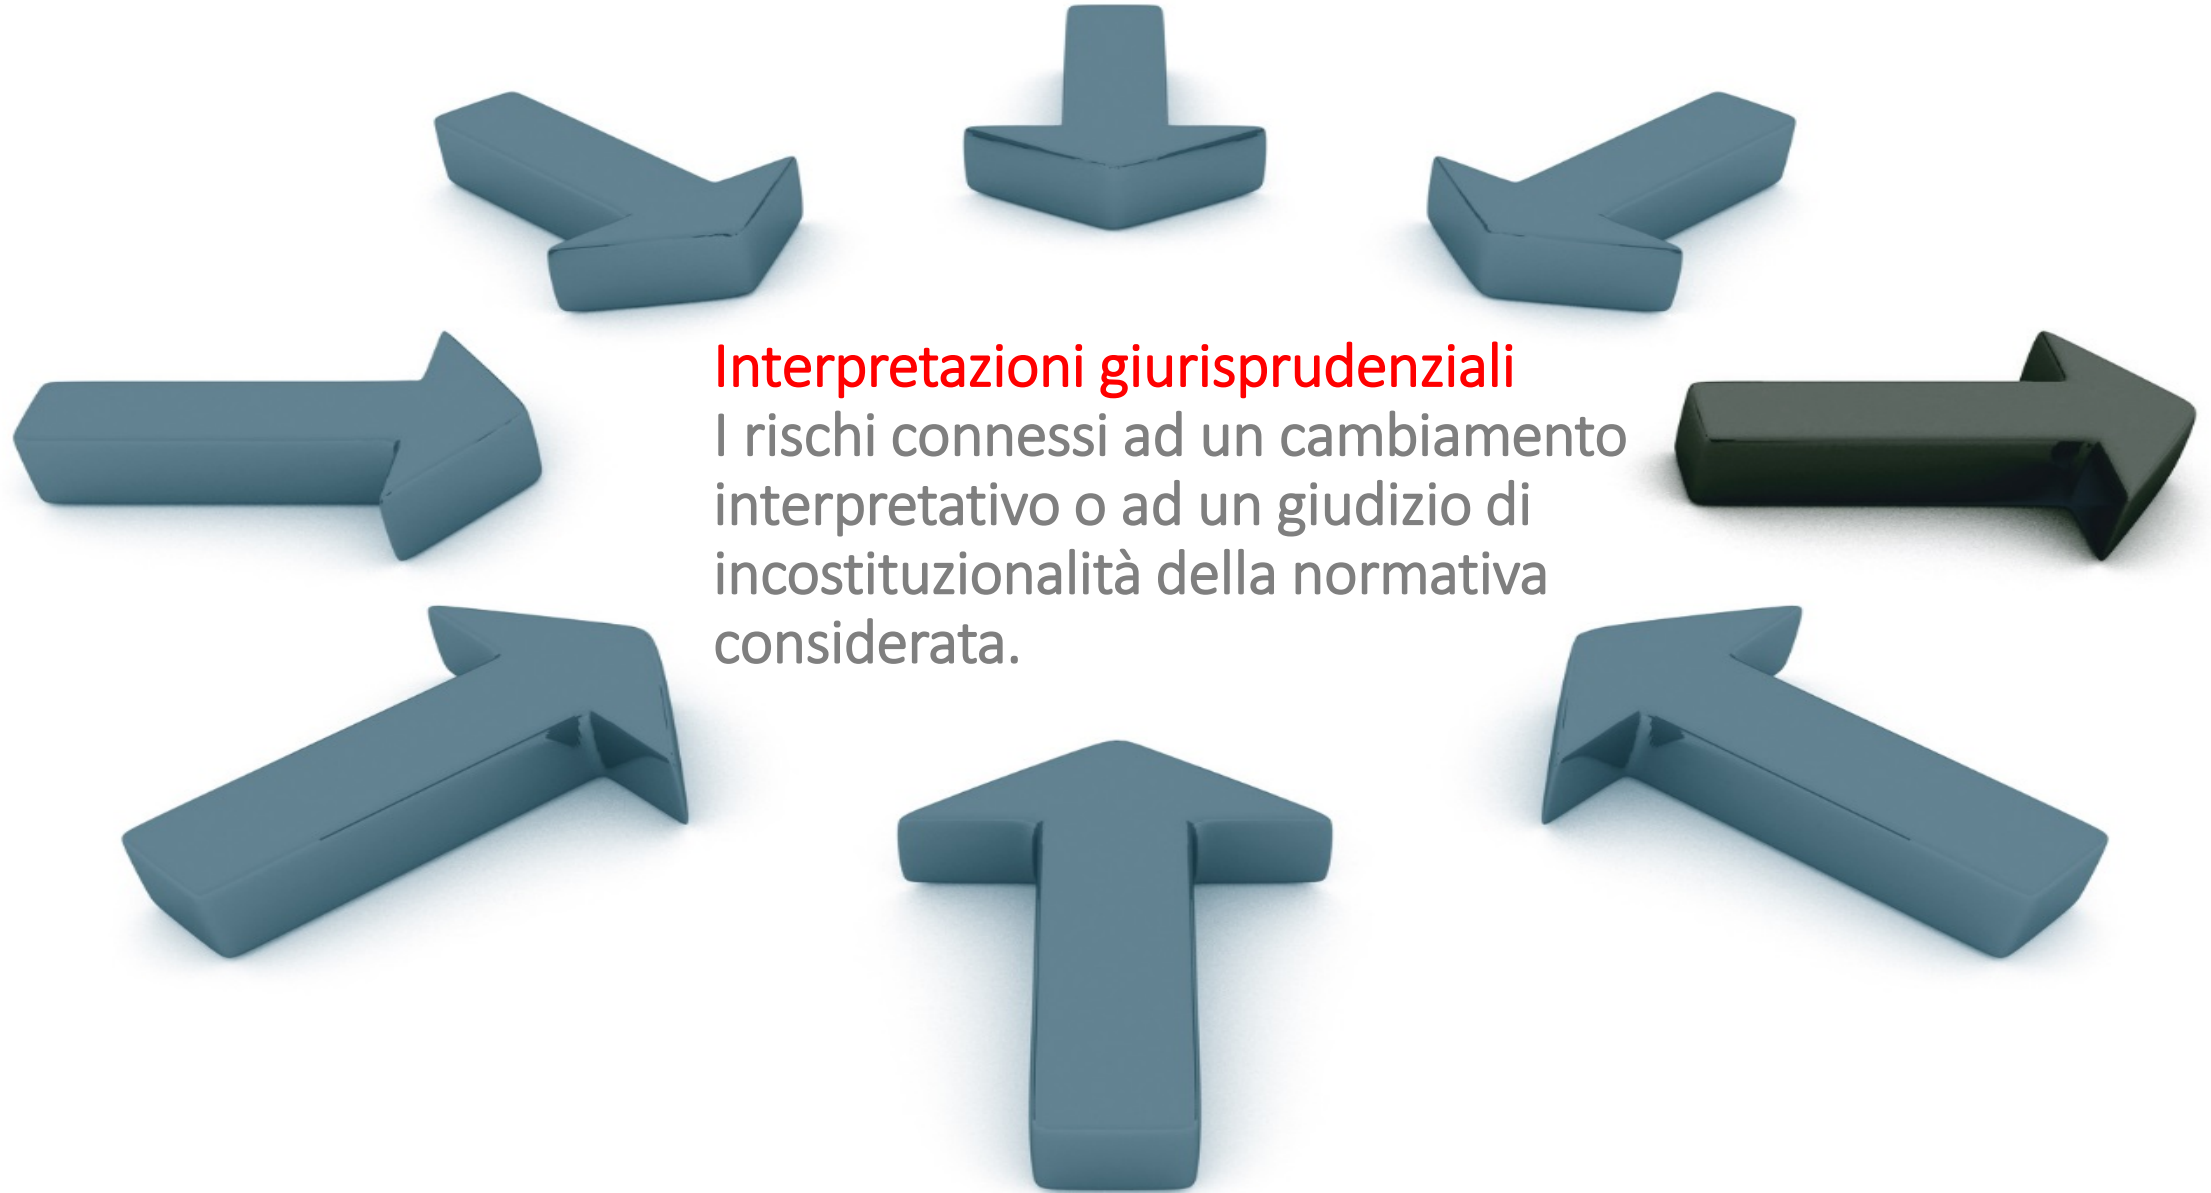 Interpretazioni giurisprudenziali
I rischi connessi ad un cambiamento
interpretativo o ad un giudizio di
incostituzionalità della normativa
considerata.